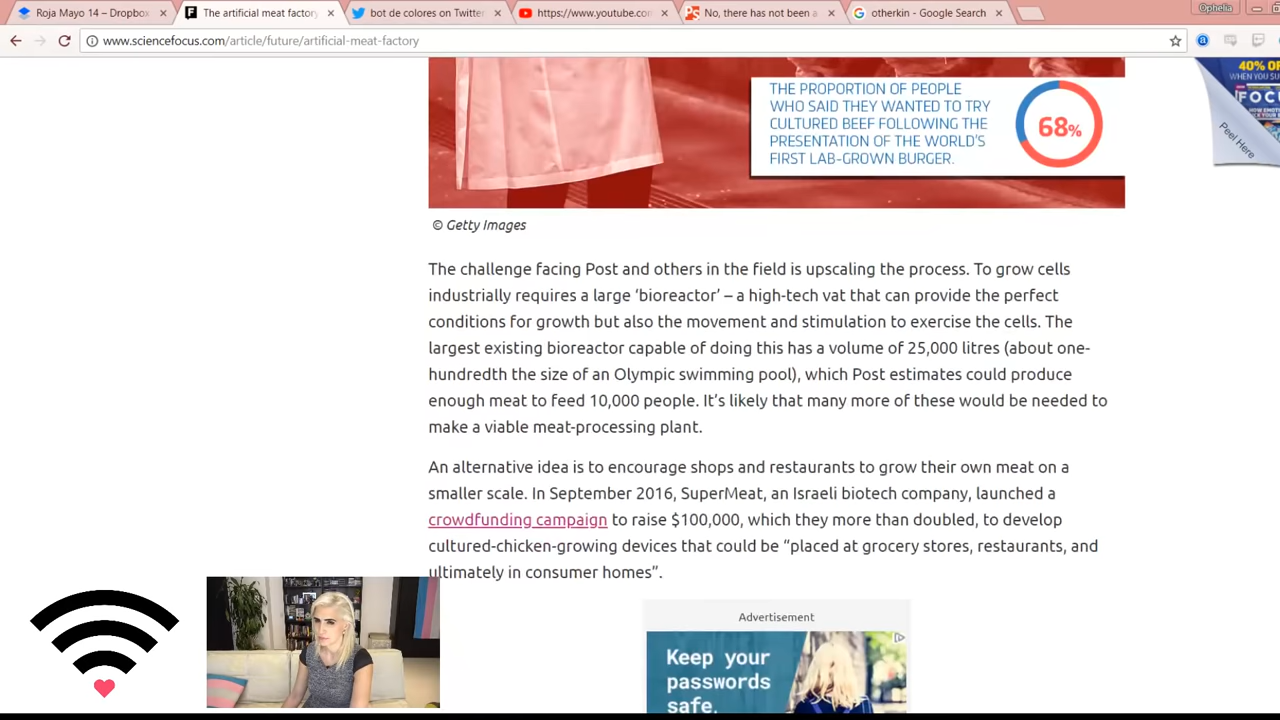 Roja Mayo 14 – Dropbox
The artificial meat factory
bot de colores on Twitter
https://www.youtube.co
No, there has not been a
otherkin - Google Search
Ophelia
www.sciencefocus.com/article/future/artificial-meat-factory
THE PROPORTION OF PEOPLE
WHO SAID THEY WANTED TO TRY
CULTURED BEEF FOLLOWING THE
PRESENTATION OF THE WORLD'S
FIRST LAB-GROWN BURGER.
68%
40% OF
WHEN YOU SU
FOCU
Peel Here
© Getty Images
The challenge facing Post and others in the field is upscaling the process. To grow cells
industrially requires a large ‘bioreactor’ – a high-tech vat that can provide the perfect
conditions for growth but also the movement and stimulation to exercise the cells. The
largest existing bioreactor capable of doing this has a volume of 25,000 litres (about one-
hundredth the size of an Olympic swimming pool), which Post estimates could produce
enough meat to feed 10,000 people. It’s likely that many more of these would be needed to
make a viable meat-processing plant.
An alternative idea is to encourage shops and restaurants to grow their own meat on a
smaller scale. In September 2016, SuperMeat, an Israeli biotech company, launched a
crowdfunding campaign to raise $100,000, which they more than doubled, to develop
cultured-chicken-growing devices that could be “placed at grocery stores, restaurants, and
ultimately in consumer homes”.
Advertisement
Keep your
passwords
safe.